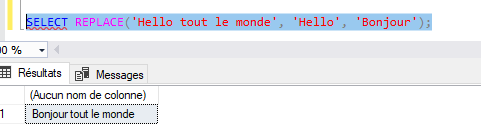 SELECT REPLACE('Hello tout le monde', 'Hello', 'Bonjour');
00 %
Résultats Messages
(Aucun nom de colonne)
1 Bonjour tout le monde